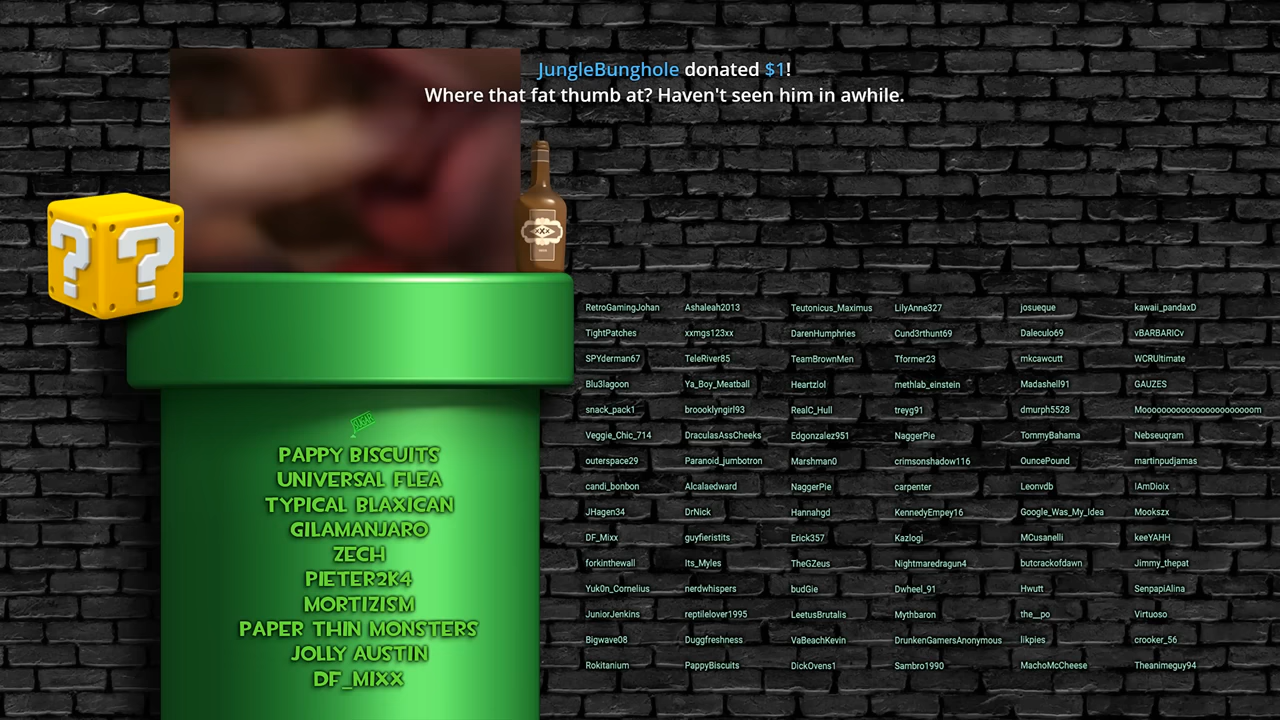 JungleBunghole donated $1!
Where that fat thumb at? Haven't seen him in awhile.
? ?
XXX
SUGAR
PAPPY BISCUITS
UNIVERSAL FLEA
TYPICAL BLAXICAN
GILAMANJARO
ZECH
PIETER2K4
MORTIZISM
PAPER THIN MONSTERS
JOLLY AUSTIN
DF_MIXX
RetroGamingJohan Ashaleah2013 Teutonicus_Maximus LilyAnne327 josueque kawaii_pandaxD
TightPatches xxmgs123xx DarenHumphries Cund3rthunt69 Daleculo69 vBARBARICv
SPYderman67 TeleRiver85 TeamBrownMen Tformer23 mkcawcutt WCRUltimate
Blu3lagoon Ya_Boy_Meatball Heartzlol methlab_einstein Madashell91 GAUZES
snack_pack1 broooklyngirl93 RealC_Hull treyg91 dmurph5528 Mooooooooooooooooooooooom
Veggie_Chic_714 DraculasAssCheeks Edgonzalez951 NaggerPie TommyBahama Nebseuqram
outerspace29 Paranoid_jumbotron Marshman0 crimsonshadow116 OuncePound martinpudjamas
candi_bonbon Alcalaedward NaggerPie carpenter Leonvdb IAmDioix
JHagen34 DrNick Hannahgd KennedyEmpey16 Google_Was_My_Idea Mookszx
DF_Mixx guyfieristits Erick357 Kazlogi MCusanelli keeYAHH
forkinthewall Its_Myles TheGZeus Nightmaredragun4 butcrackofdawn Jimmy_thepat
Yuk0n_Cornelius nerdwhispers budGie Dwheel_91 Hwutt SenpapiAlina
JuniorJenkins reptilelover1995 LeetusBrutalis Mythbaron the__po Virtuoso
Bigwave08 Duggfreshness VaBeachKevin DrunkenGamersAnonymous likpies crooker_56
Rokitanium PappyBiscuits DickOvens1 Sambro1990 MachoMcCheese Theanimeguy94